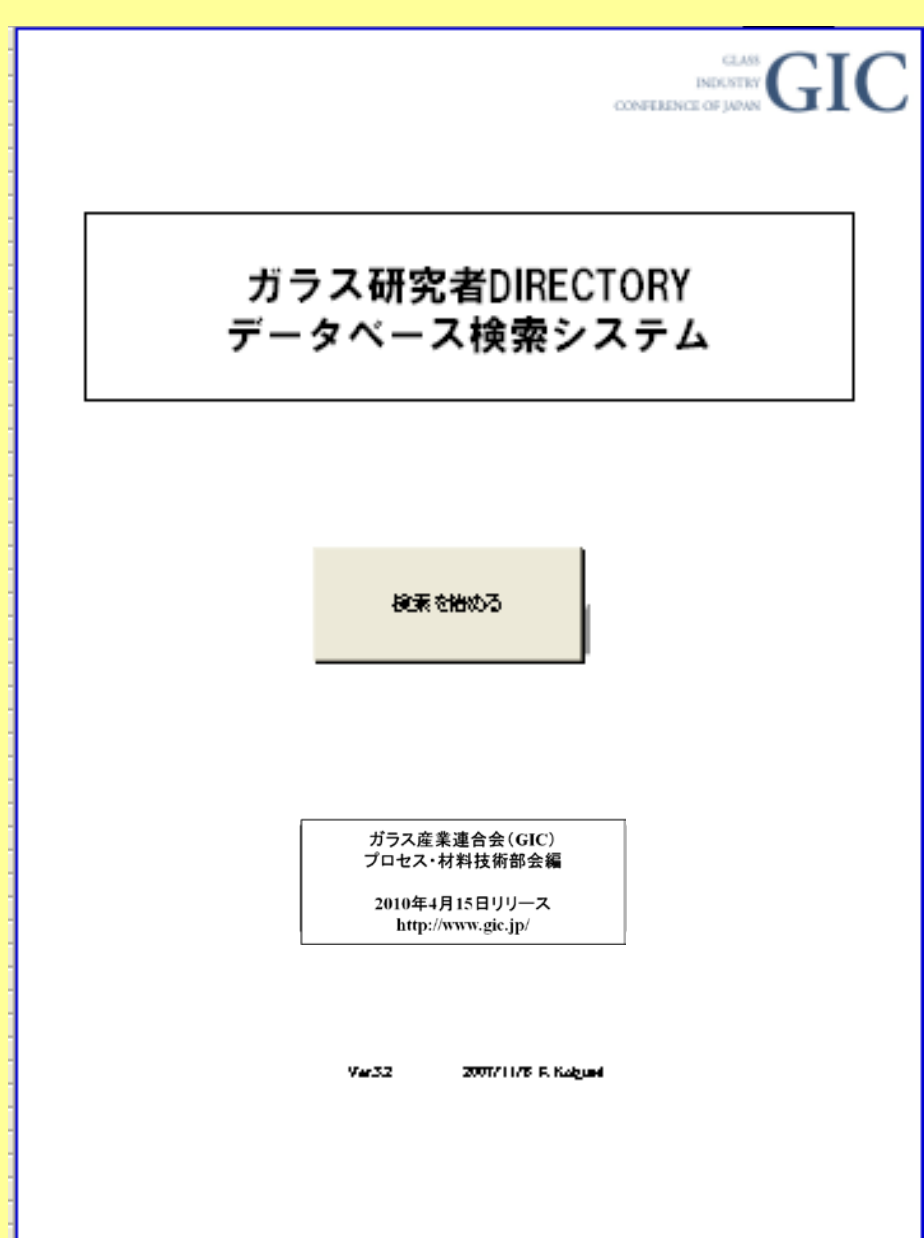 GLASS
INDUSTRY
CONFERENCE OF JAPAN
GIC
ガラス研究者DIRECTORY
データベース検索システム
検索を始める
ガラス産業連合会(GIC)
プロセス・材料技術部会編
2010年4月15日リリース
http://www.gic.jp/
Ver.3.2